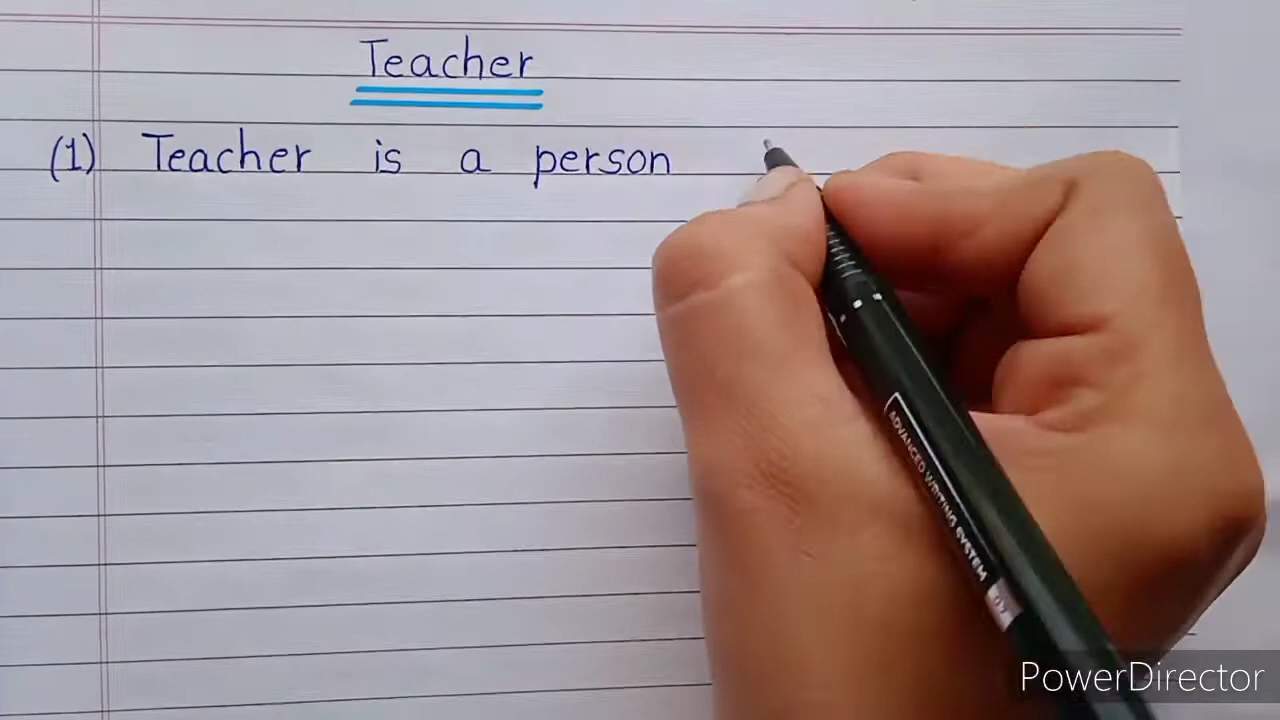 Teacher
(1) Teacher is a person
ADVANCED WRITING SYSTEM
PowerDirector